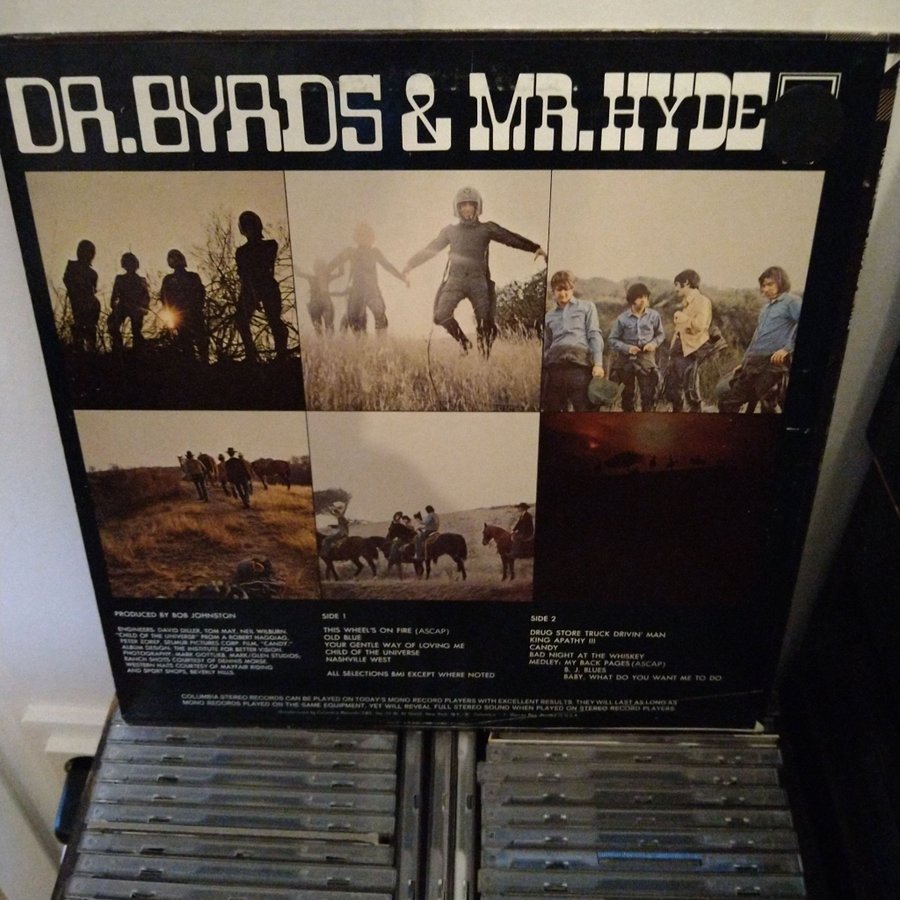 DR. BYRDS & MR. HYDE
PRODUCED BY BOB JOHNSTON
ENGINEERS: DAVID DILLER, TOM MAY, NEIL WILBURN.
"CHILD OF THE UNIVERSE" FROM A ROBERT HAGGIAG,
PETER ZOREF, SELMUR PICTURES CORP. FILM, "CANDY."
ALBUM DESIGN: THE INSTITUTE FOR BETTER VISION.
PHOTOGRAPHY: MARK GOTTLIEB, MARK/GLEN STUDIOS.
RANCH SHOTS COURTESY OF DENNIS MORSE.
WESTERN HATS COURTESY OF MAYFAIR RIDING
AND SPORT SHOPS, BEVERLY HILLS.
SIDE 1
THIS WHEEL'S ON FIRE (ASCAP)
OLD BLUE
YOUR GENTLE WAY OF LOVING ME
CHILD OF THE UNIVERSE
NASHVILLE WEST
ALL SELECTIONS BMI EXCEPT WHERE NOTED
SIDE 2
DRUG STORE TRUCK DRIVIN' MAN
KING APATHY III
CANDY
BAD NIGHT AT THE WHISKEY
MEDLEY: MY BACK PAGES (ASCAP)
B. J. BLUES
BABY, WHAT DO YOU WANT ME TO DO
COLUMBIA STEREO RECORDS CAN BE PLAYED ON TODAY'S MONO RECORD PLAYERS WITH EXCELLENT RESULTS. THEY WILL LAST AS LONG AS
MONO RECORDS PLAYED ON THE SAME EQUIPMENT, YET WILL REVEAL FULL STEREO SOUND WHEN PLAYED ON STEREO RECORD PLAYERS.